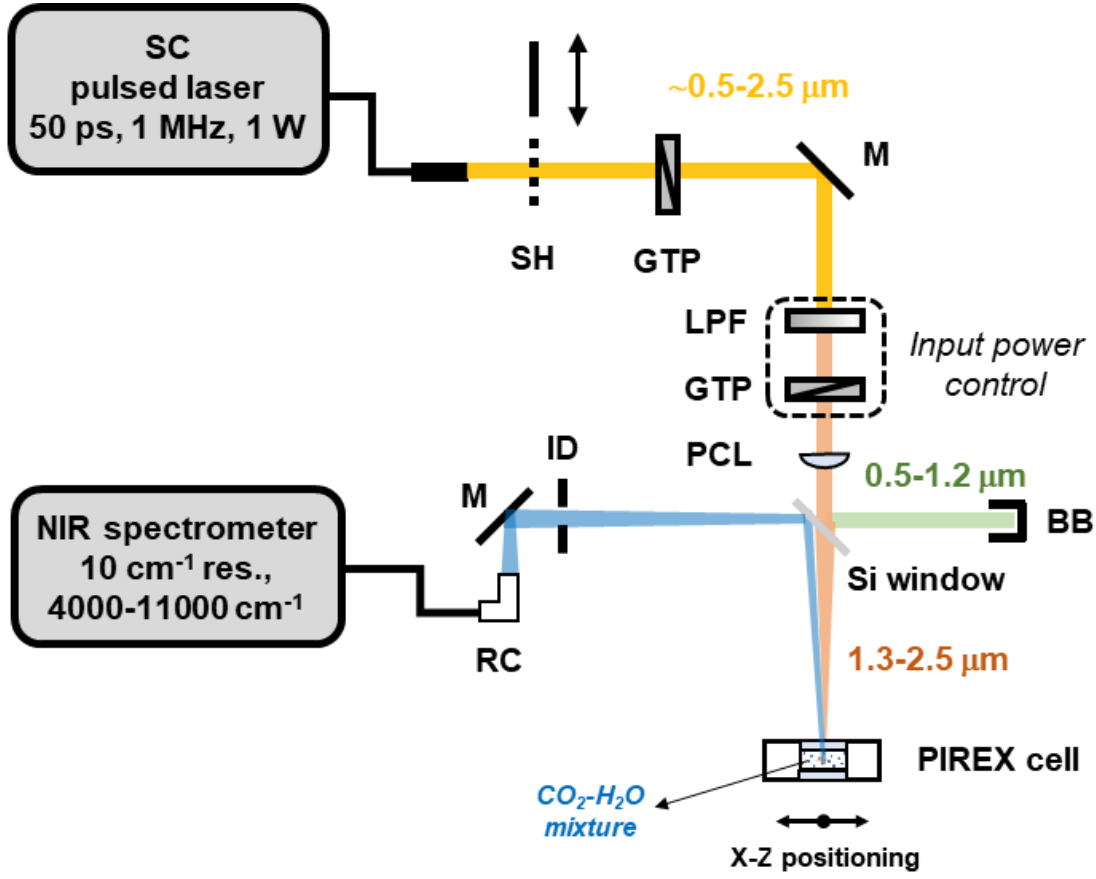 SC
pulsed laser
50 ps, 1 MHz, 1 W
~0.5-2.5 μm
M
SH
GTP
LPF
Input power
control
GTP
PCL
ID
M
0.5-1.2 μm
BB
NIR spectrometer
10 cm⁻¹ res.,
4000-11000 cm⁻¹
Si window
RC
1.3-2.5 μm
PIREX cell
CO₂-H₂O
mixture
X-Z positioning